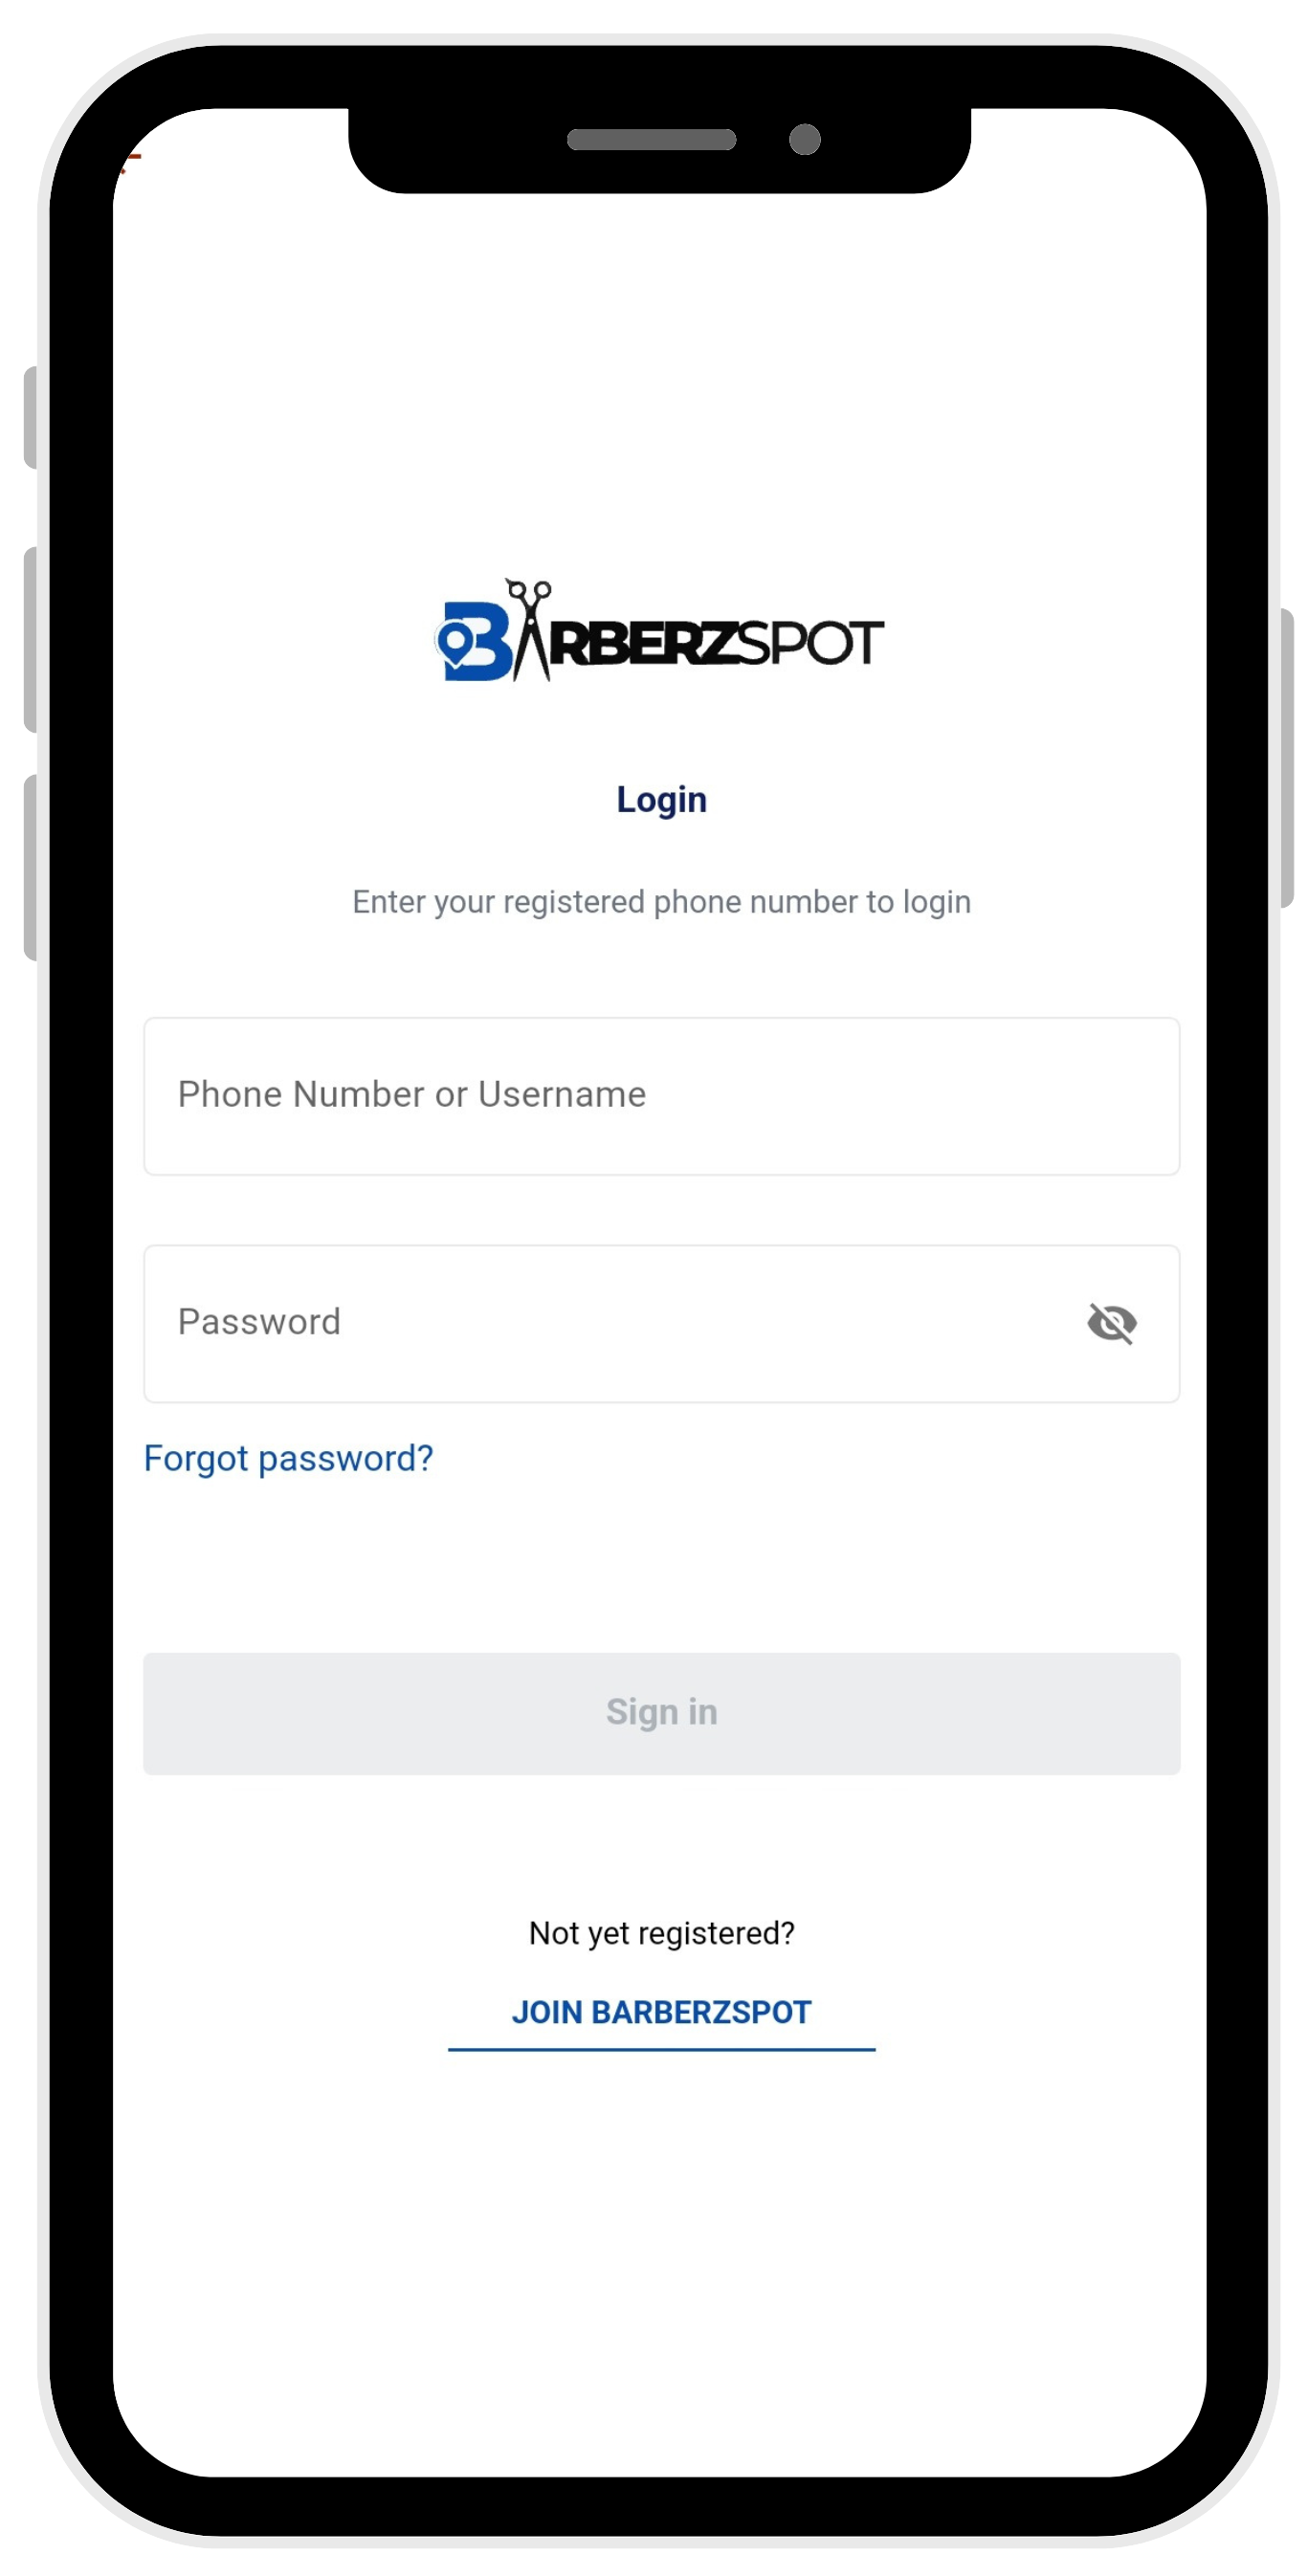 BARBERZSPOT
Login
Enter your registered phone number to login
Phone Number or Username
Password
Forgot password?
Sign in
Not yet registered?
JOIN BARBERZSPOT